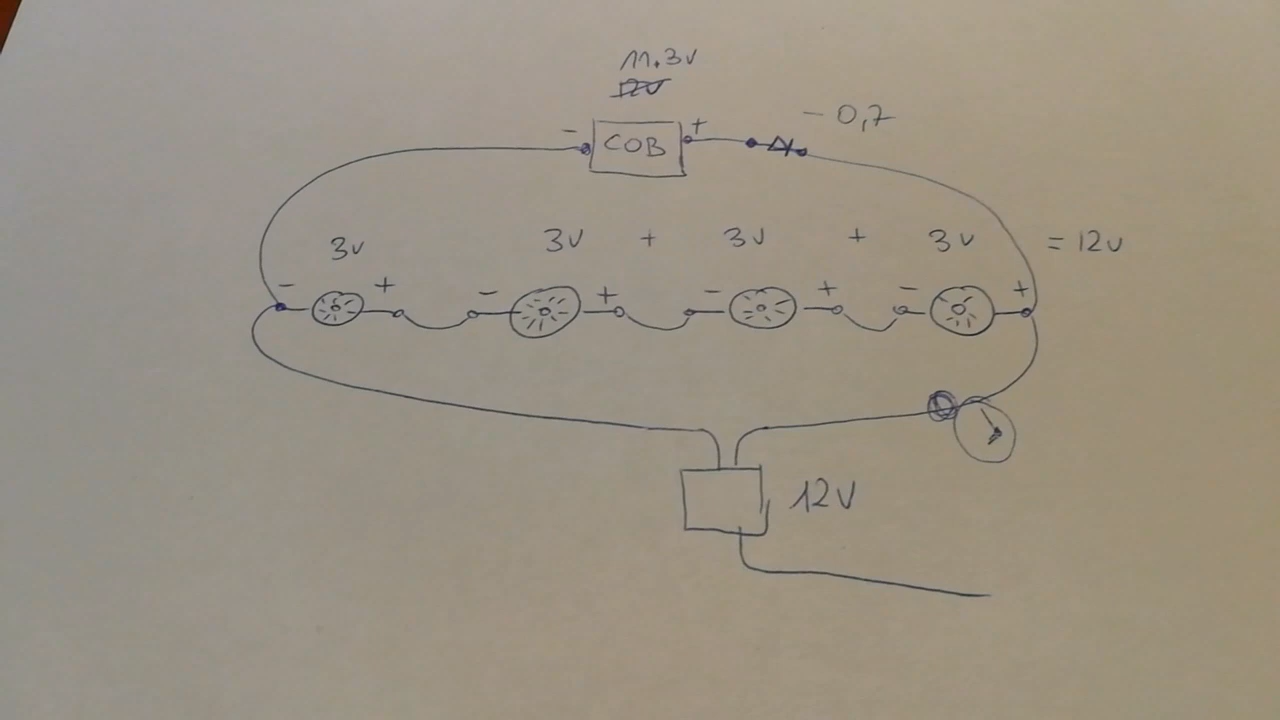 11.3v
12v
- COB + - 0,7
3v 3v + 3v + 3v = 12v
- + - + - + - +
12V